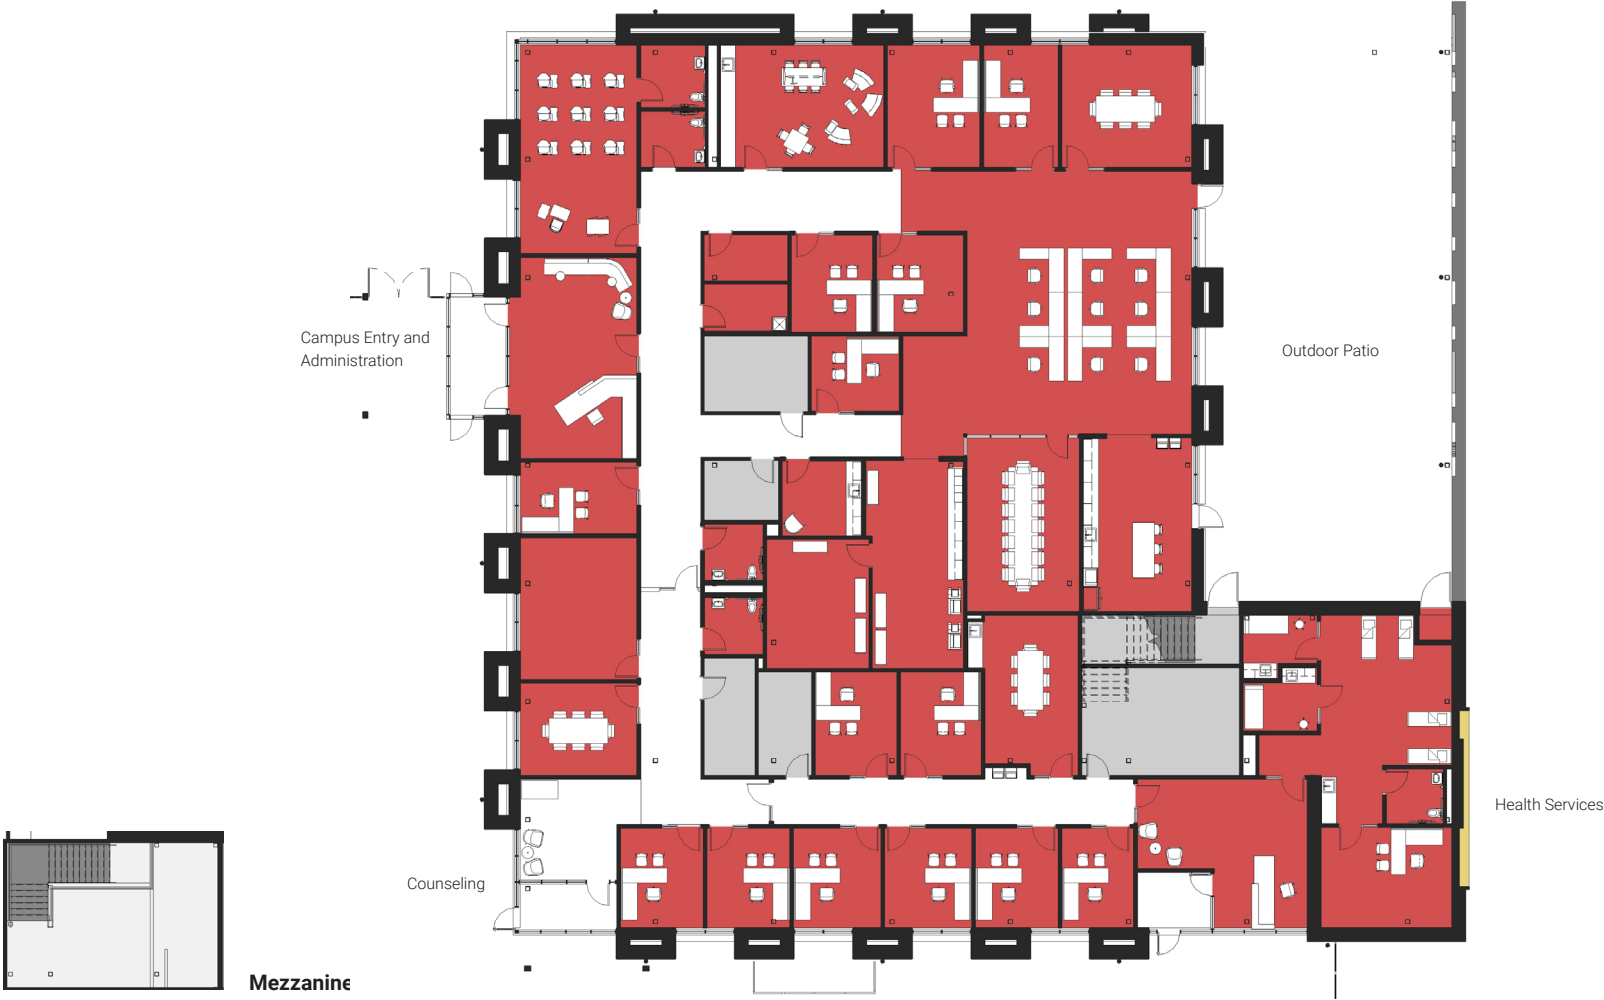 Campus Entry and
Administration
Outdoor Patio
Health Services
Counseling
Mezzanine